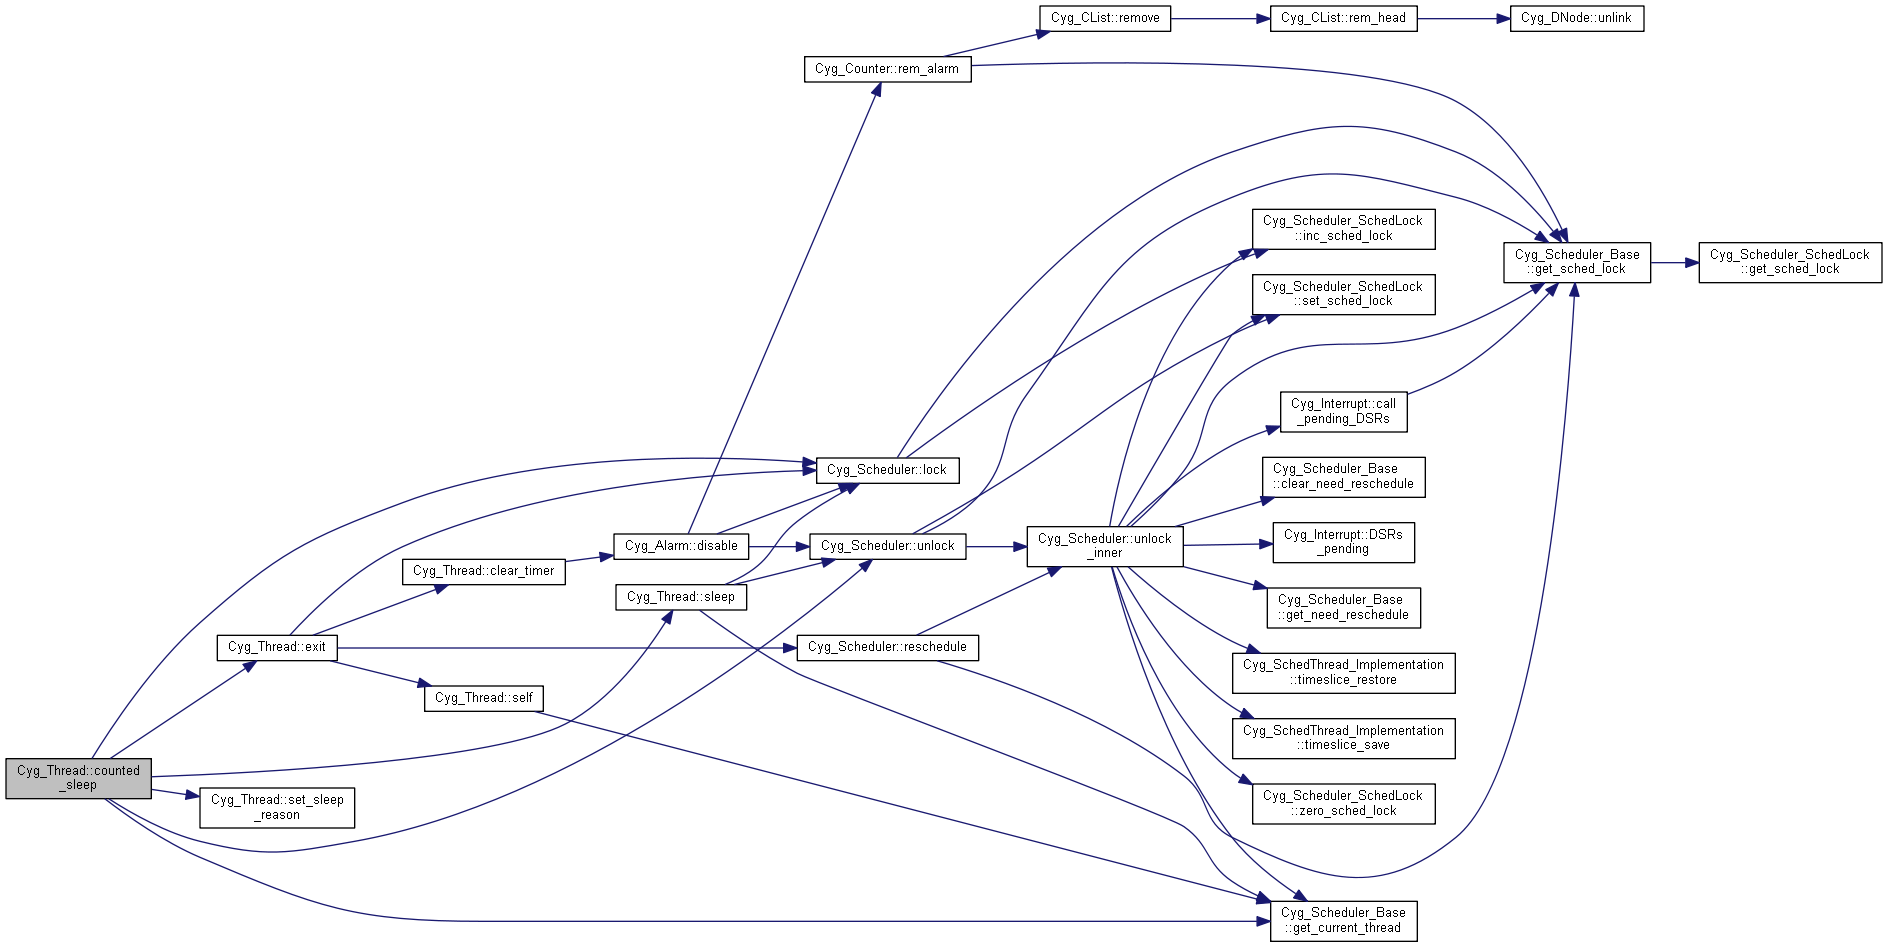 Cyg_CList::remove
Cyg_CList::rem_head
Cyg_DNode::unlink
Cyg_Counter::rem_alarm
Cyg_Scheduler_SchedLock
::inc_sched_lock
Cyg_Scheduler_Base
::get_sched_lock
Cyg_Scheduler_SchedLock
::get_sched_lock
Cyg_Scheduler_SchedLock
::set_sched_lock
Cyg_Interrupt::call
_pending_DSRs
Cyg_Scheduler::lock
Cyg_Scheduler_Base
::clear_need_reschedule
Cyg_Alarm::disable
Cyg_Scheduler::unlock
Cyg_Scheduler::unlock
_inner
Cyg_Interrupt::DSRs
_pending
Cyg_Thread::clear_timer
Cyg_Thread::sleep
Cyg_Scheduler_Base
::get_need_reschedule
Cyg_Thread::exit
Cyg_Scheduler::reschedule
Cyg_SchedThread_Implementation
::timeslice_restore
Cyg_Thread::self
Cyg_SchedThread_Implementation
::timeslice_save
Cyg_Thread::counted
_sleep
Cyg_Thread::set_sleep
_reason
Cyg_Scheduler_SchedLock
::zero_sched_lock
Cyg_Scheduler_Base
::get_current_thread